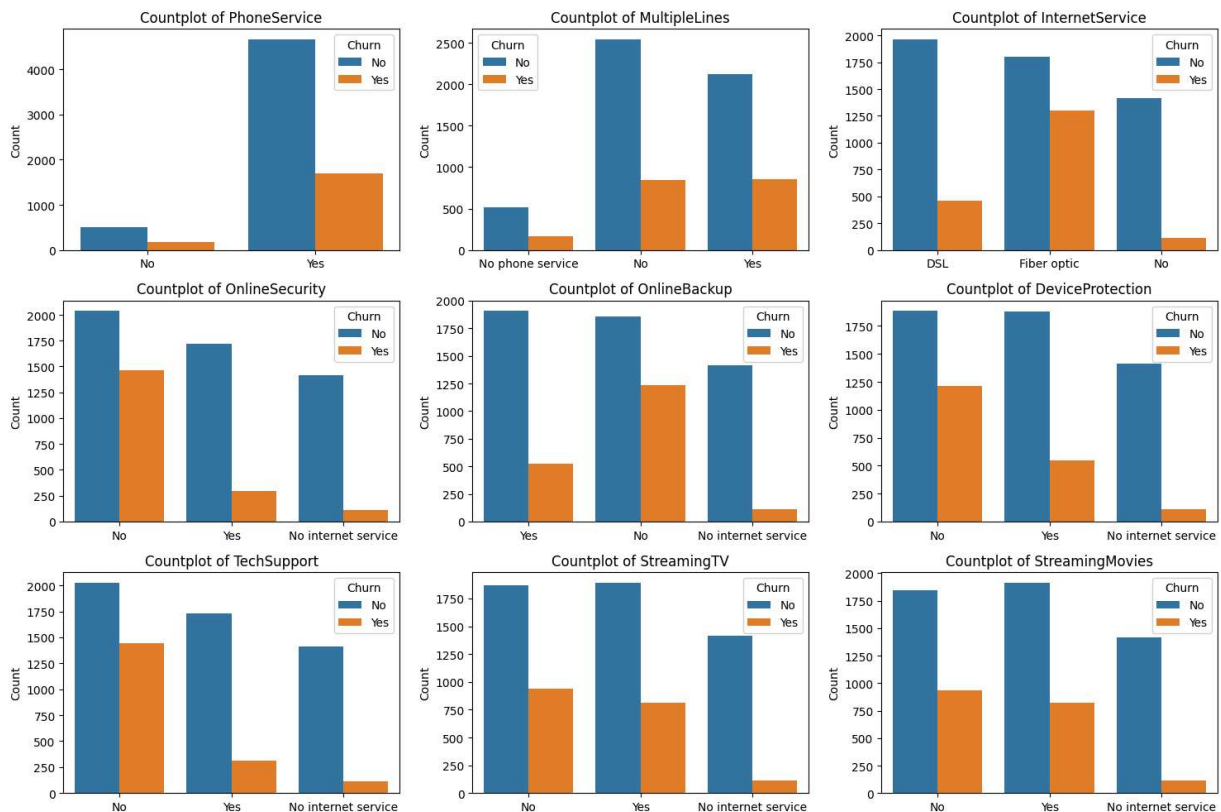 Countplot of PhoneService
Churn
No
Yes
4000
3000
2000
1000
0
Count
No
Yes
Countplot of MultipleLines
Churn
No
Yes
2500
2000
1500
1000
500
0
Count
No phone service
No
Yes
Countplot of InternetService
Churn
No
Yes
2000
1750
1500
1250
1000
750
500
250
0
Count
DSL
Fiber optic
No
Countplot of OnlineSecurity
Churn
No
Yes
2000
1750
1500
1250
1000
750
500
250
0
Count
No
Yes
No internet service
Countplot of OnlineBackup
Churn
No
Yes
2000
1750
1500
1250
1000
750
500
250
0
Count
Yes
No
No internet service
Countplot of DeviceProtection
Churn
No
Yes
1750
1500
1250
1000
750
500
250
0
Count
No
Yes
No internet service
Countplot of TechSupport
Churn
No
Yes
2000
1750
1500
1250
1000
750
500
250
0
Count
No
Yes
No internet service
Countplot of StreamingTV
Churn
No
Yes
1750
1500
1250
1000
750
500
250
0
Count
No
Yes
No internet service
Countplot of StreamingMovies
Churn
No
Yes
2000
1750
1500
1250
1000
750
500
250
0
Count
No
Yes
No internet service